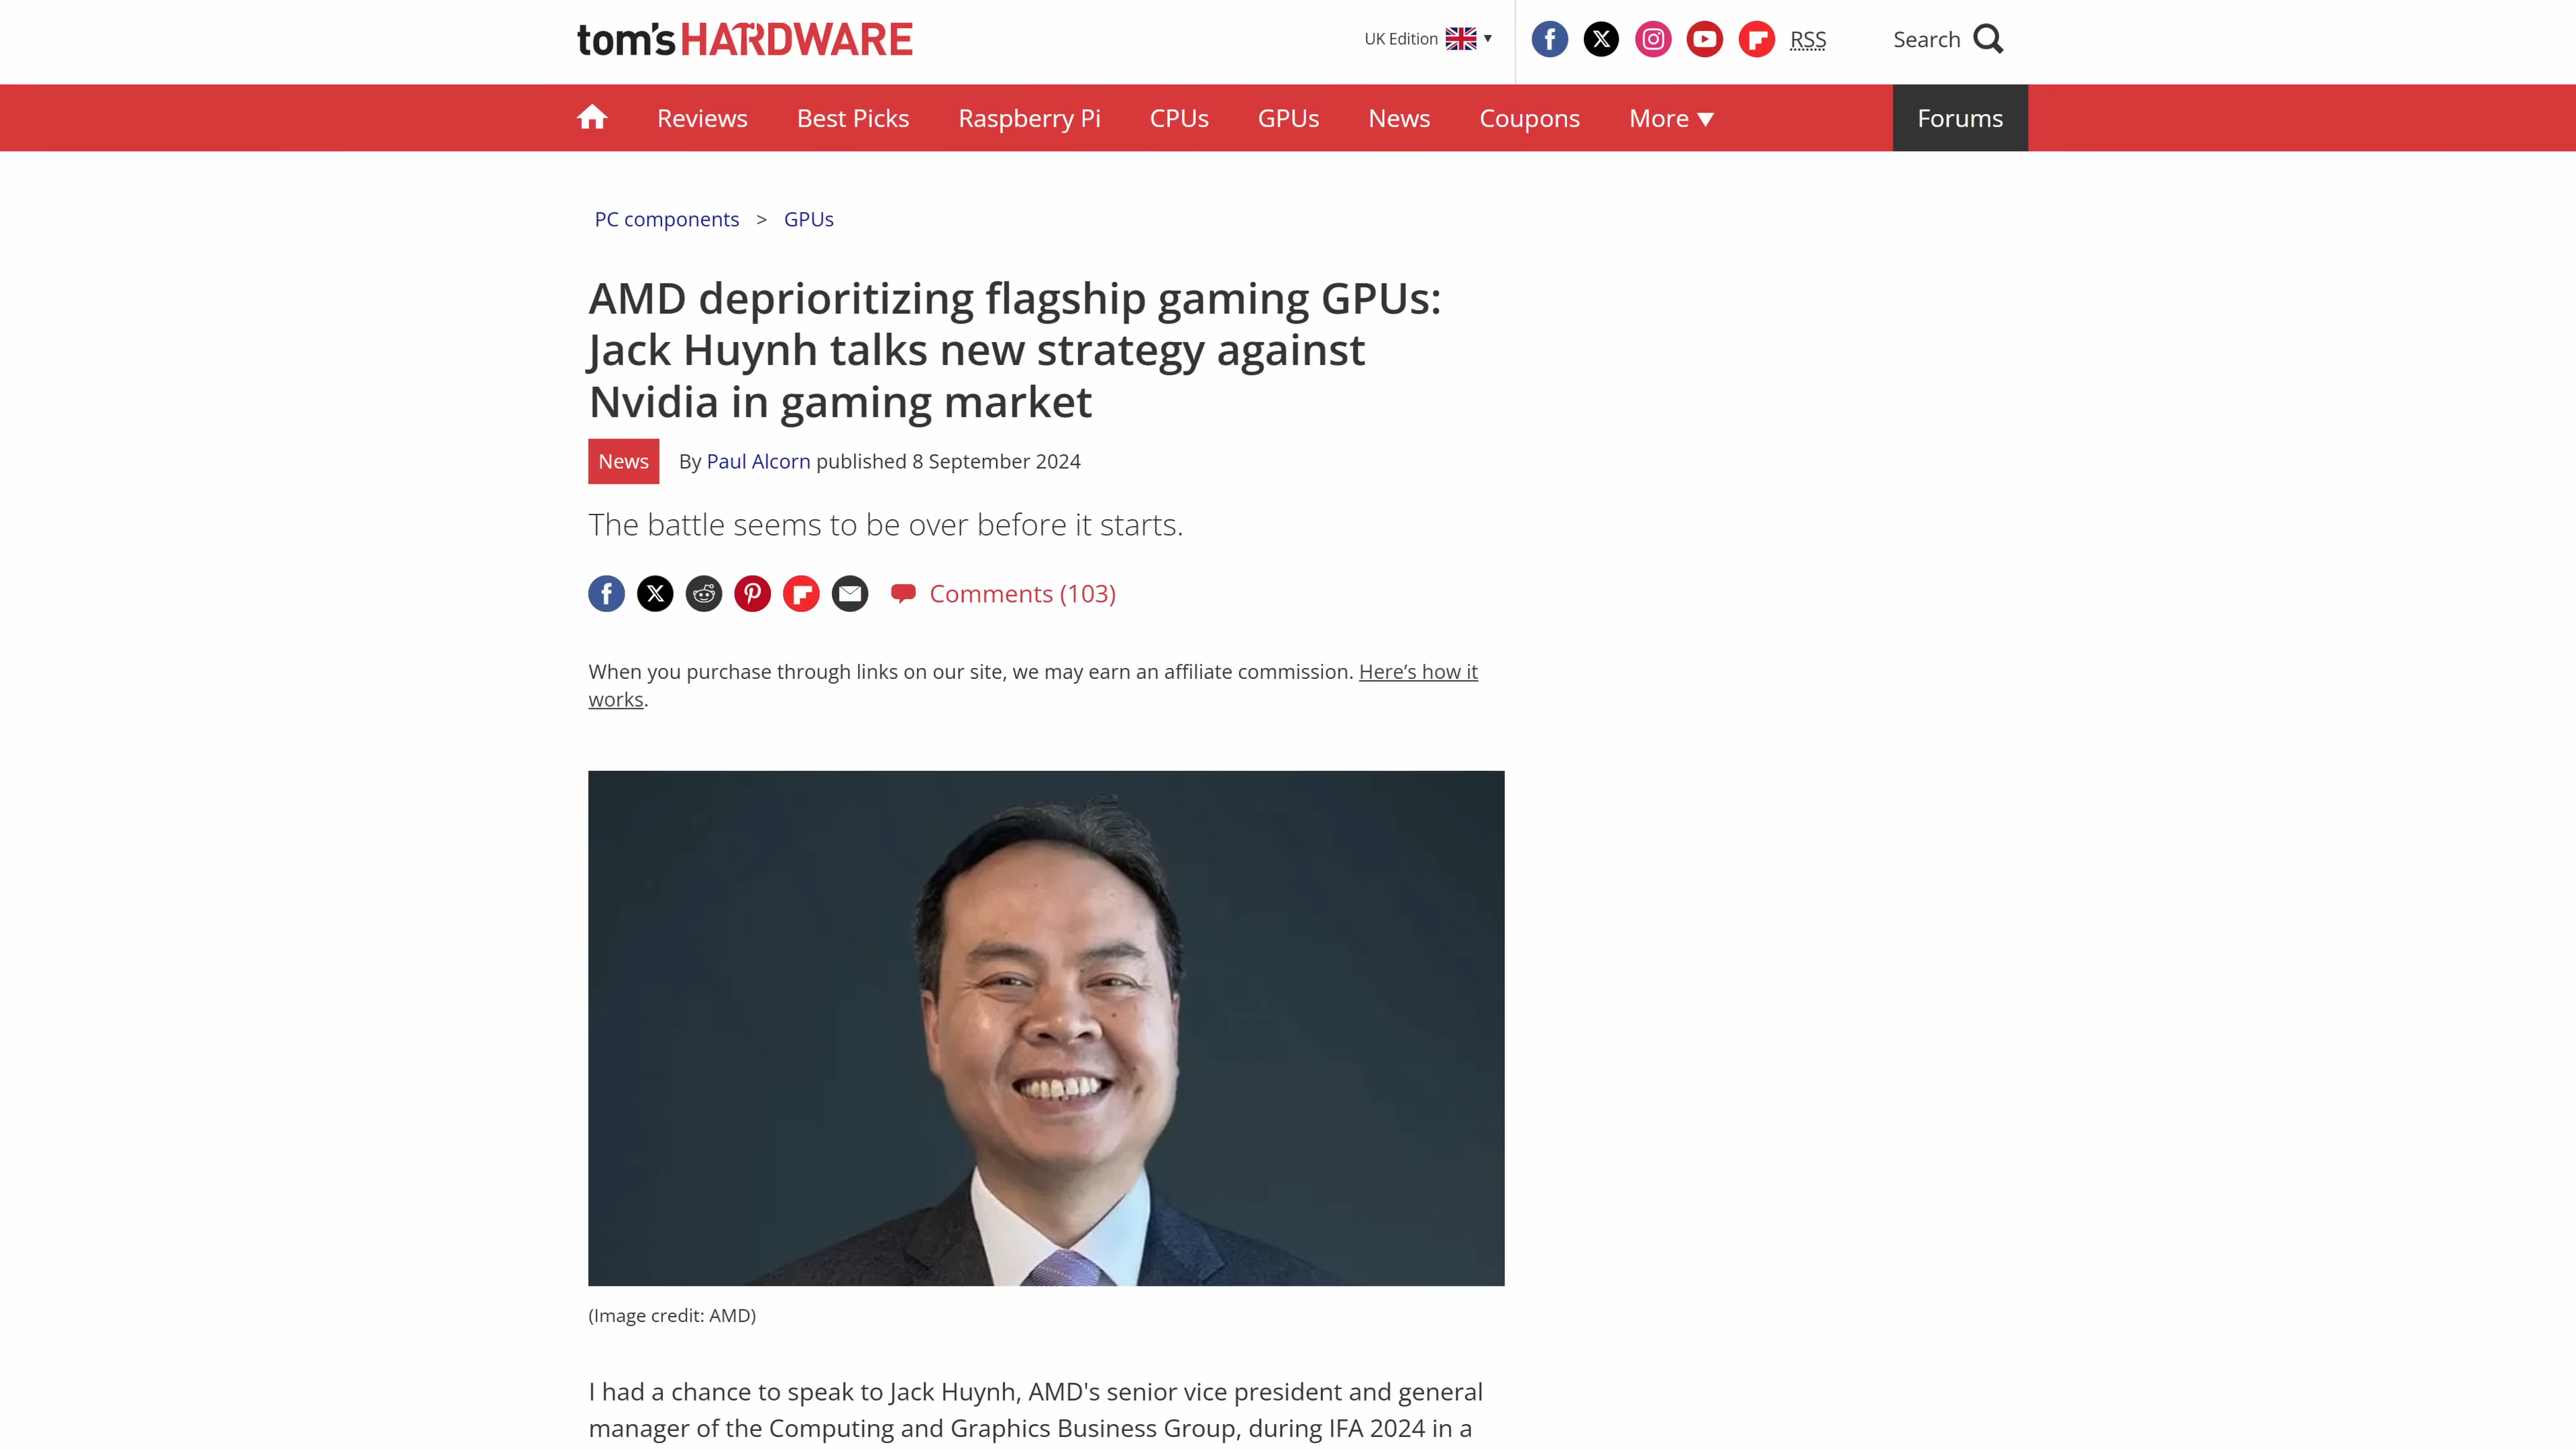 tom's HARDWARE
UK Edition
RSS
Search
Reviews
Best Picks
Raspberry Pi
CPUs
GPUs
News
Coupons
More
Forums
PC components > GPUs
AMD deprioritizing flagship gaming GPUs:
Jack Huynh talks new strategy against
Nvidia in gaming market
News
By Paul Alcorn published 8 September 2024
The battle seems to be over before it starts.
Comments (103)
When you purchase through links on our site, we may earn an affiliate commission. Here’s how it
works.
(Image credit: AMD)
I had a chance to speak to Jack Huynh, AMD's senior vice president and general
manager of the Computing and Graphics Business Group, during IFA 2024 in a